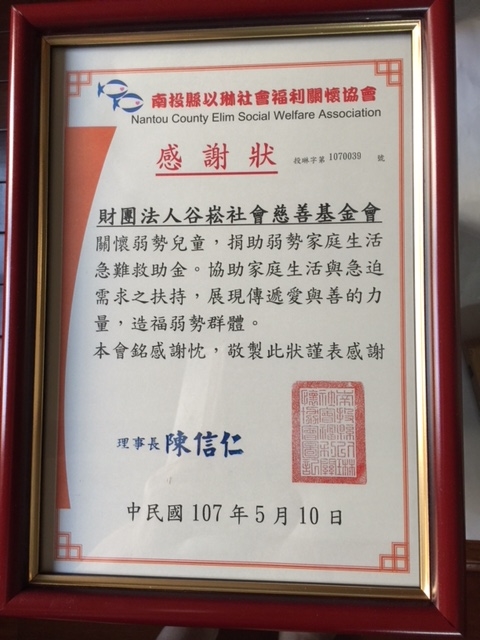 南投縣以琳社會福利關懷協會
Nantou County Elim Social Welfare Association
感謝狀
投琳字第 1070039 號
財團法人谷崧社會慈善基金會
關懷弱勢兒童，捐助弱勢家庭生活
急難救助金。協助家庭生活與急迫
需求之扶持，展現傳遞愛與善的力
量，造福弱勢群體。
本會銘感謝忱，敬製此狀謹表感謝
理事長 陳信仁
中民國 107 年 5 月 10 日